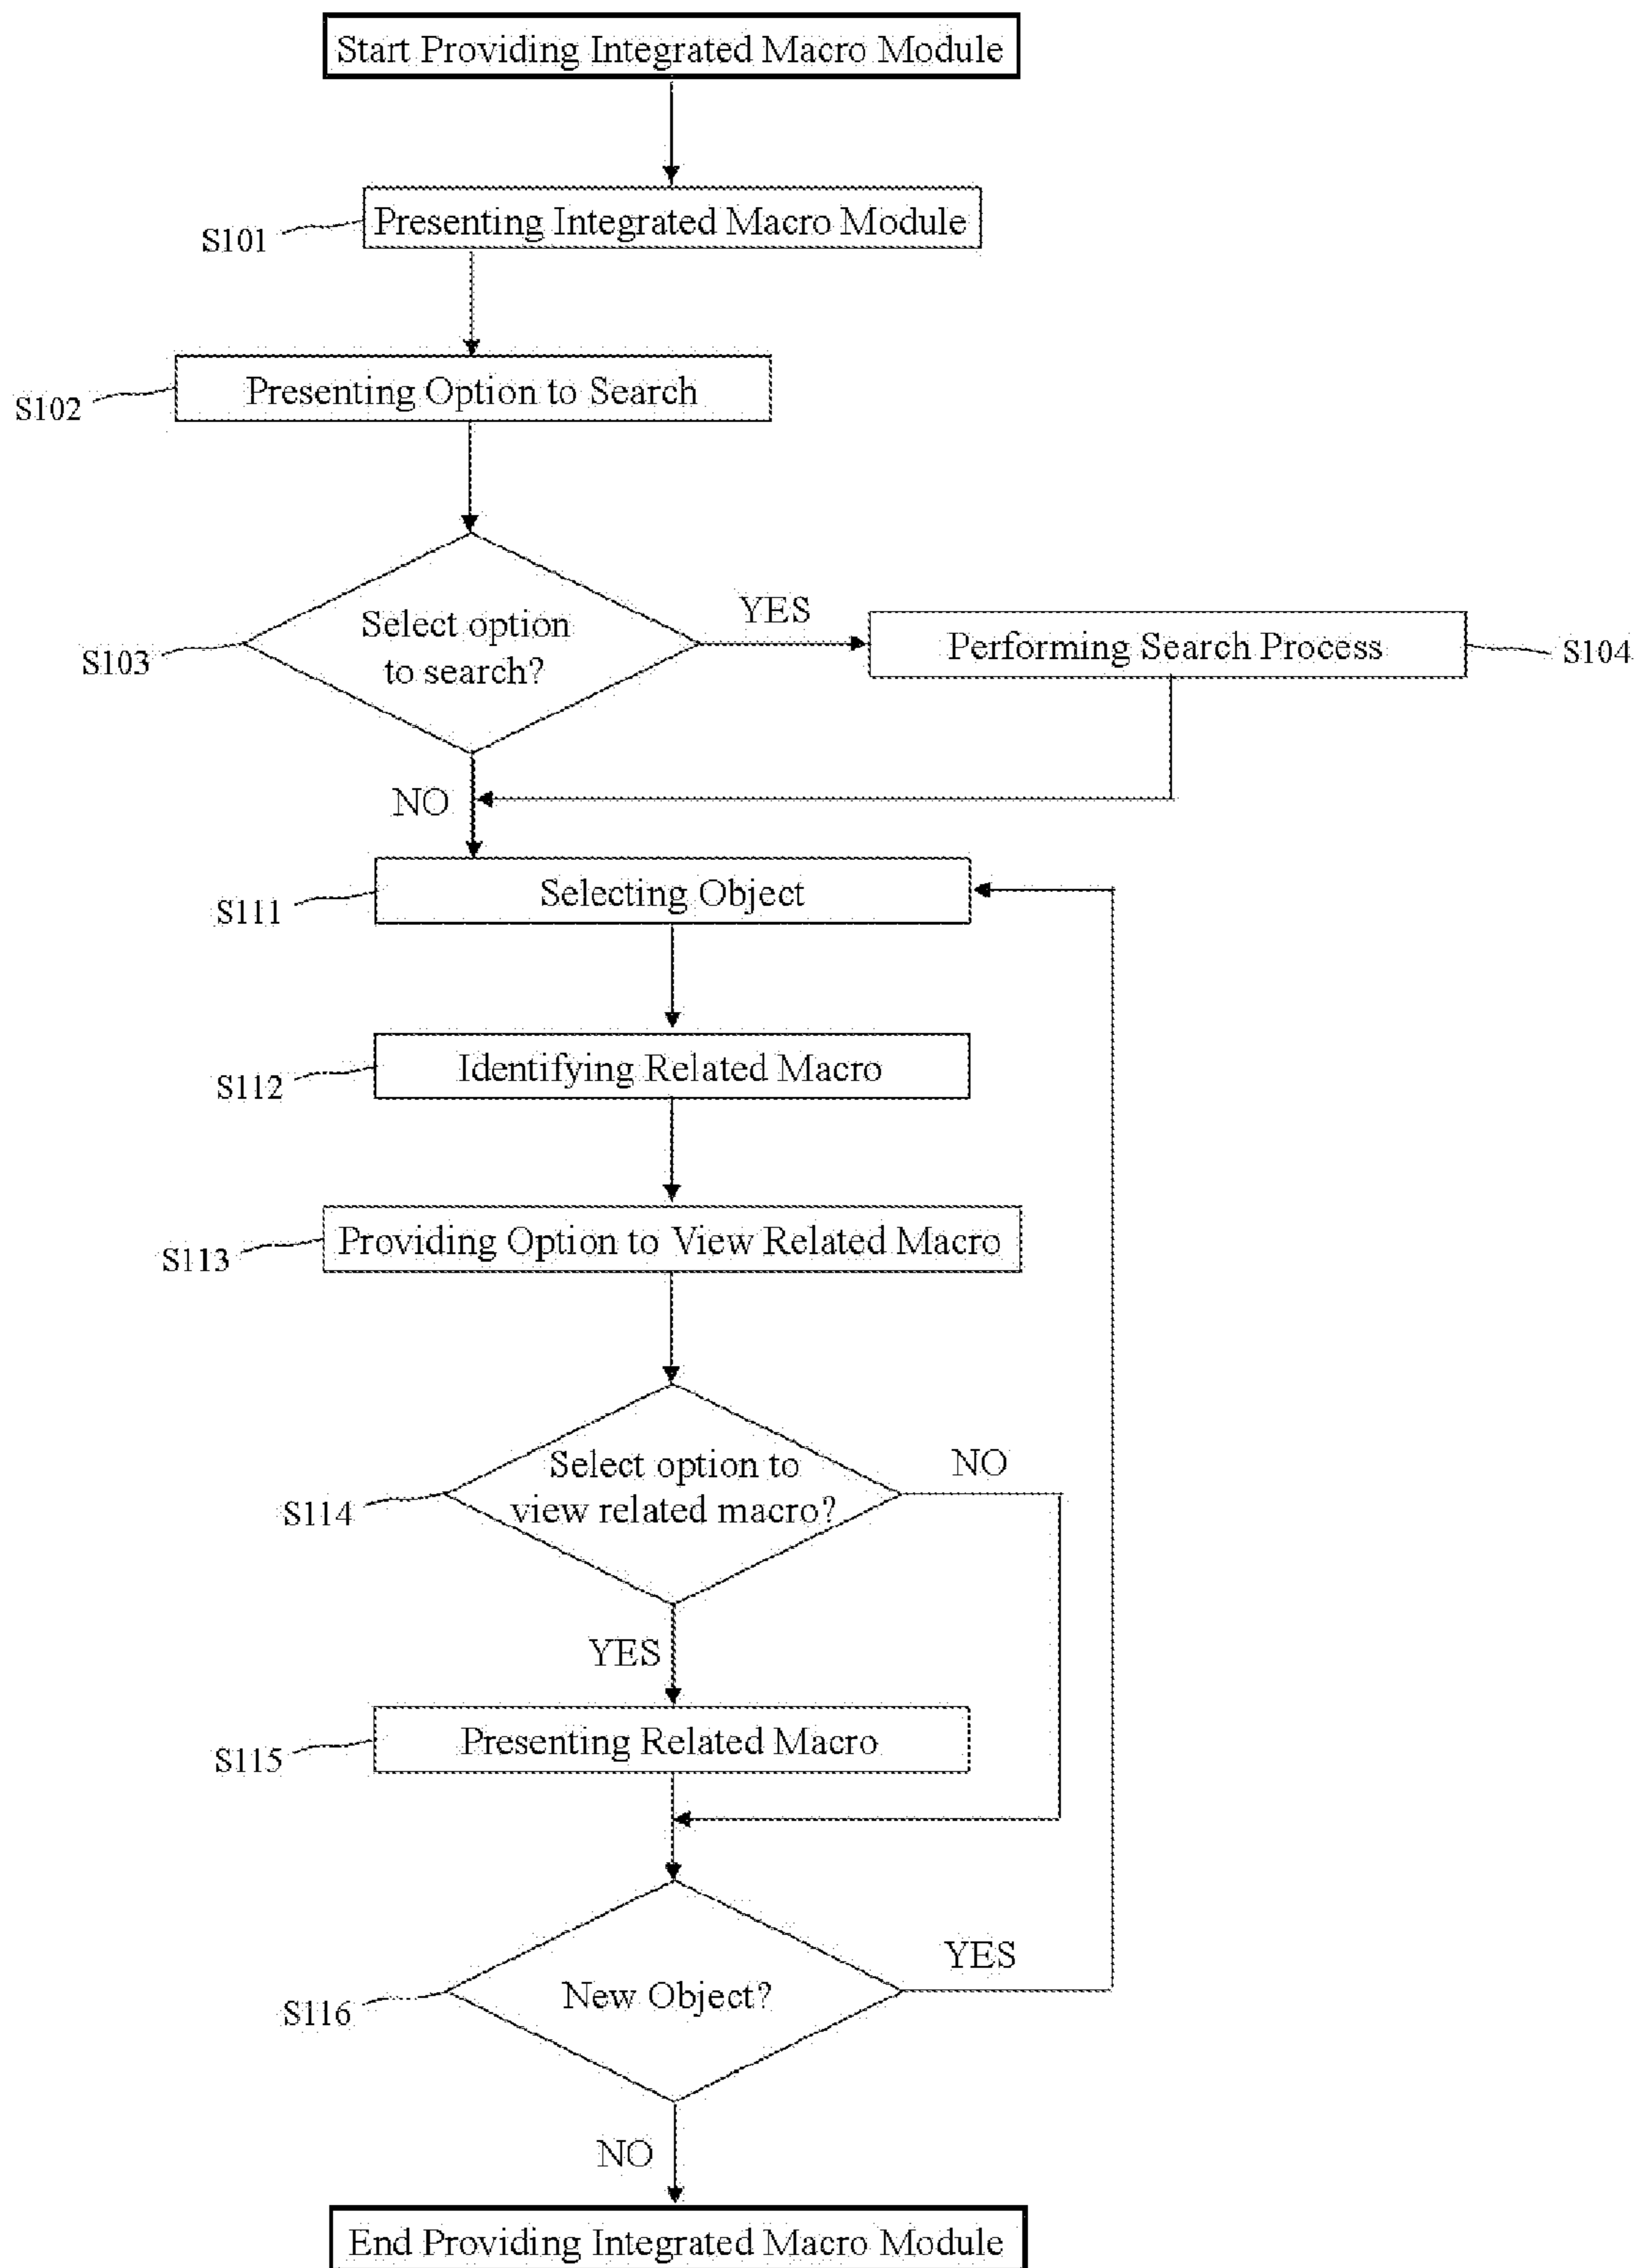 Start Providing Integrated Macro Module
Presenting Integrated Macro Module
S101
Presenting Option to Search
S102
Select option
to search?
S103
YES
Performing Search Process
S104
NO
Selecting Object
S111
Identifying Related Macro
S112
Providing Option to View Related Macro
S113
Select option to
view related macro?
S114
NO
YES
Presenting Related Macro
S115
New Object?
S116
YES
NO
End Providing Integrated Macro Module